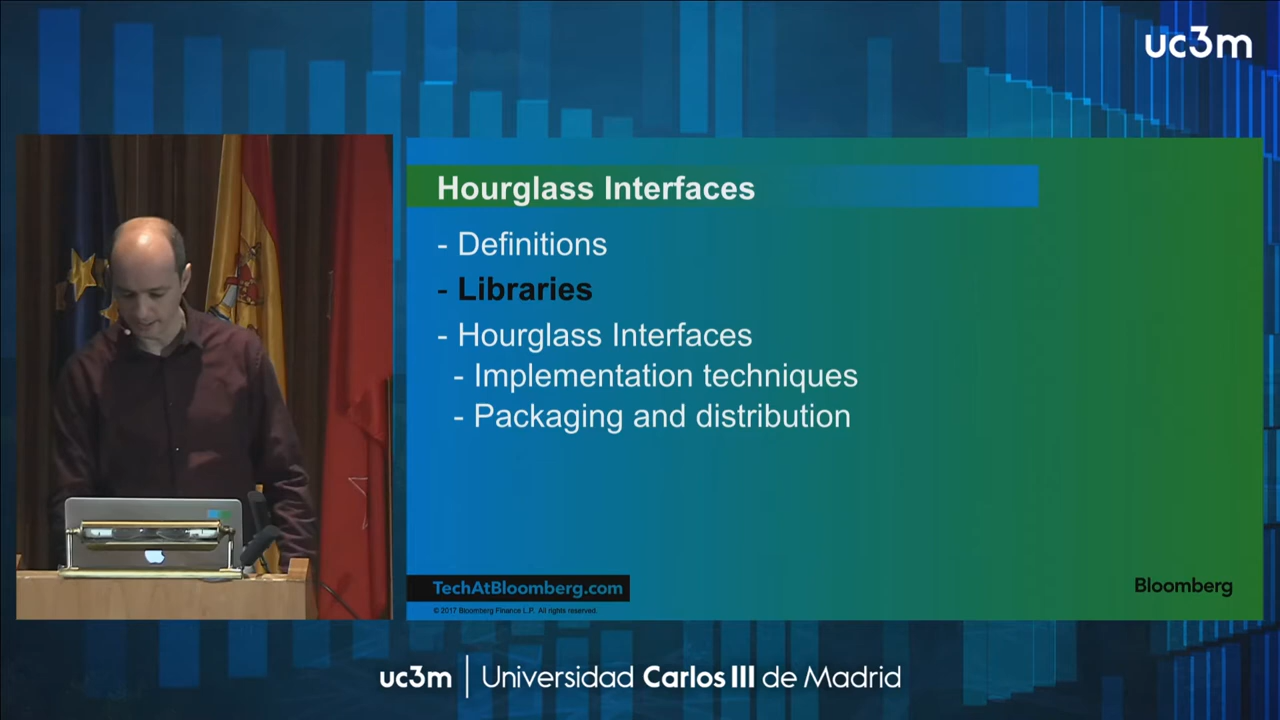 uc3m
Hourglass Interfaces
- Definitions
- Libraries
- Hourglass Interfaces
- Implementation techniques
- Packaging and distribution
TechAtBloomberg.com
Bloomberg
© 2017 Bloomberg Finance L.P. All rights reserved.
uc3m | Universidad Carlos III de Madrid